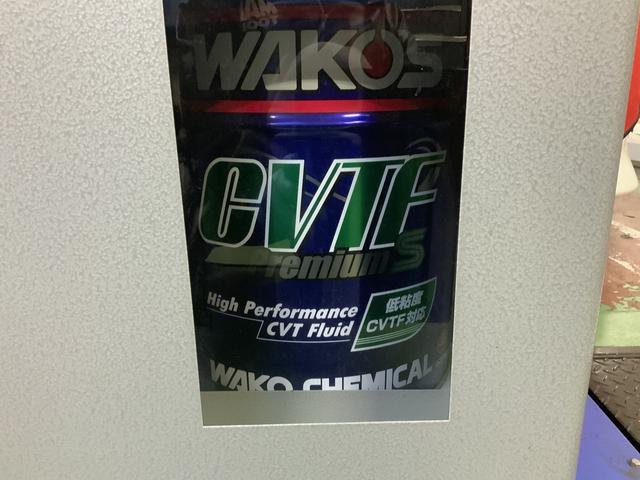 WAKO'S
CVTF
Premium S
High Performance
CVT Fluid
低粘度
CVTF対応
WAKO CHEMICAL